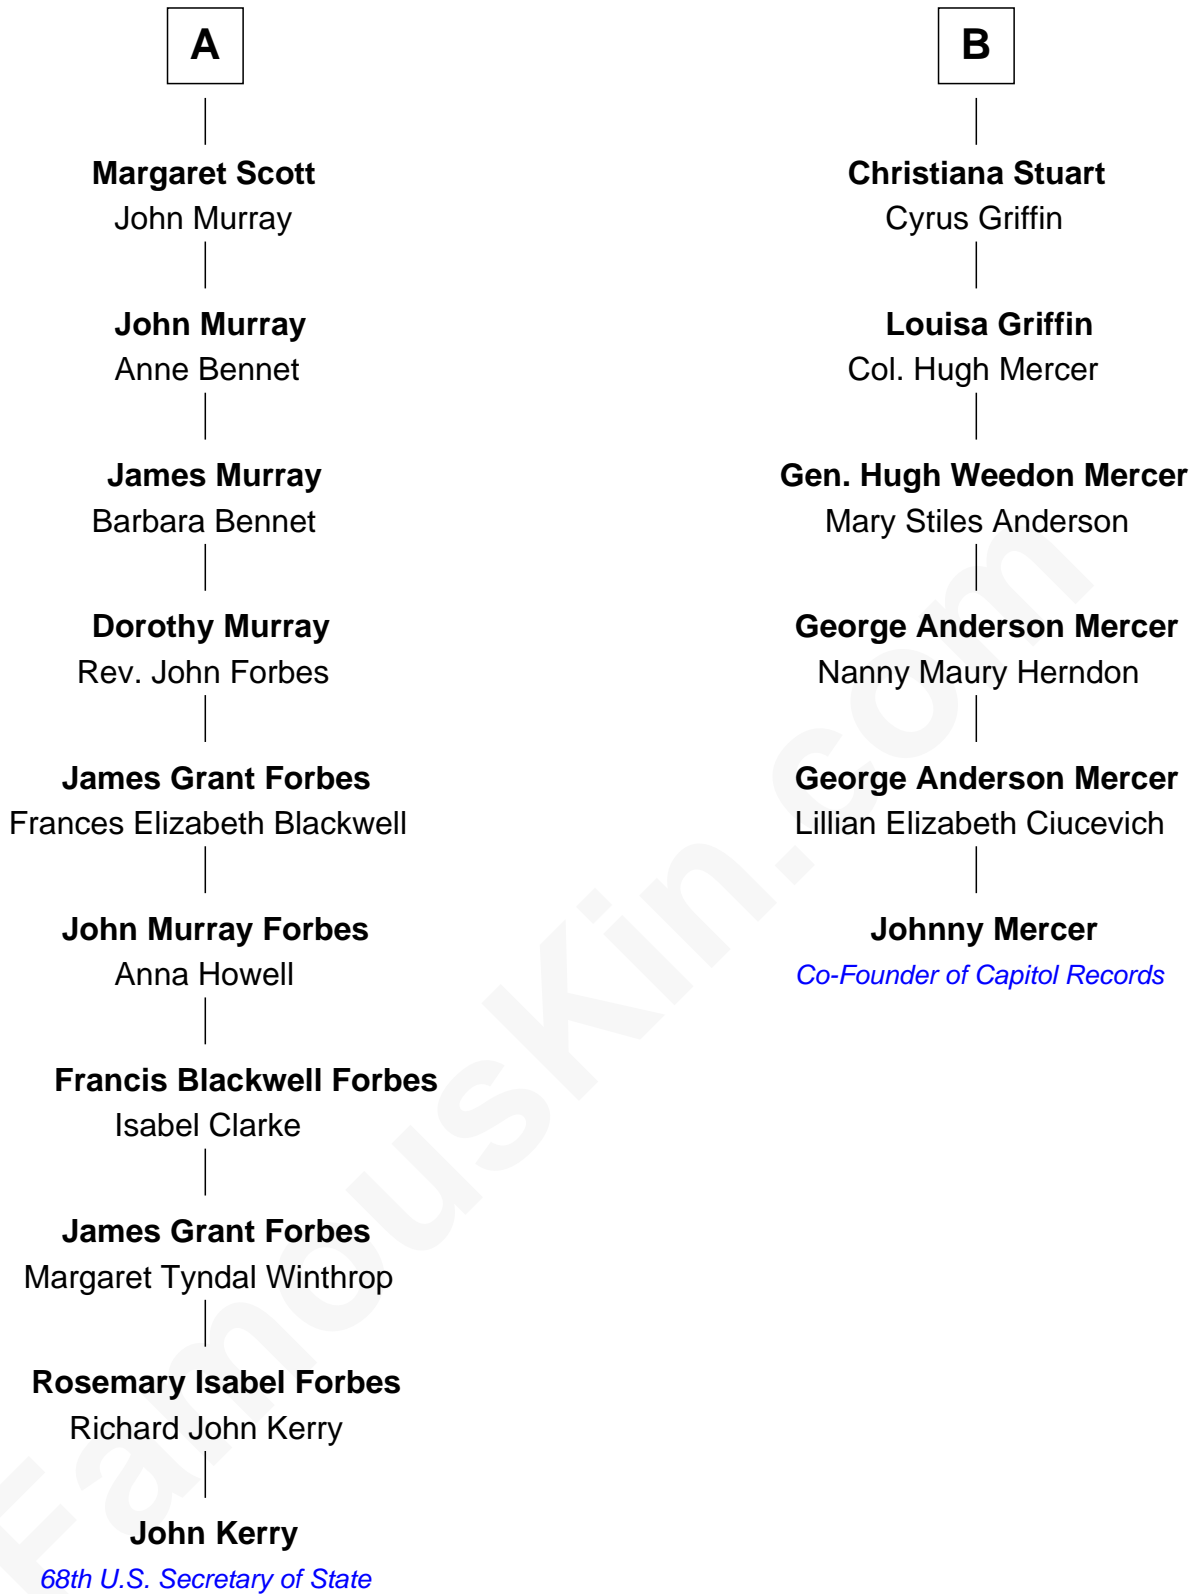 A
Margaret Scott
John Murray
John Murray
Anne Bennet
James Murray
Barbara Bennet
Dorothy Murray
Rev. John Forbes
James Grant Forbes
Frances Elizabeth Blackwell
John Murray Forbes
Anna Howell
Francis Blackwell Forbes
Isabel Clarke
James Grant Forbes
Margaret Tyndal Winthrop
Rosemary Isabel Forbes
Richard John Kerry
John Kerry
68th U.S. Secretary of State
B
Christiana Stuart
Cyrus Griffin
Louisa Griffin
Col. Hugh Mercer
Gen. Hugh Weedon Mercer
Mary Stiles Anderson
George Anderson Mercer
Nanny Maury Herndon
George Anderson Mercer
Lillian Elizabeth Ciucevich
Johnny Mercer
Co-Founder of Capitol Records
FamousKin.com